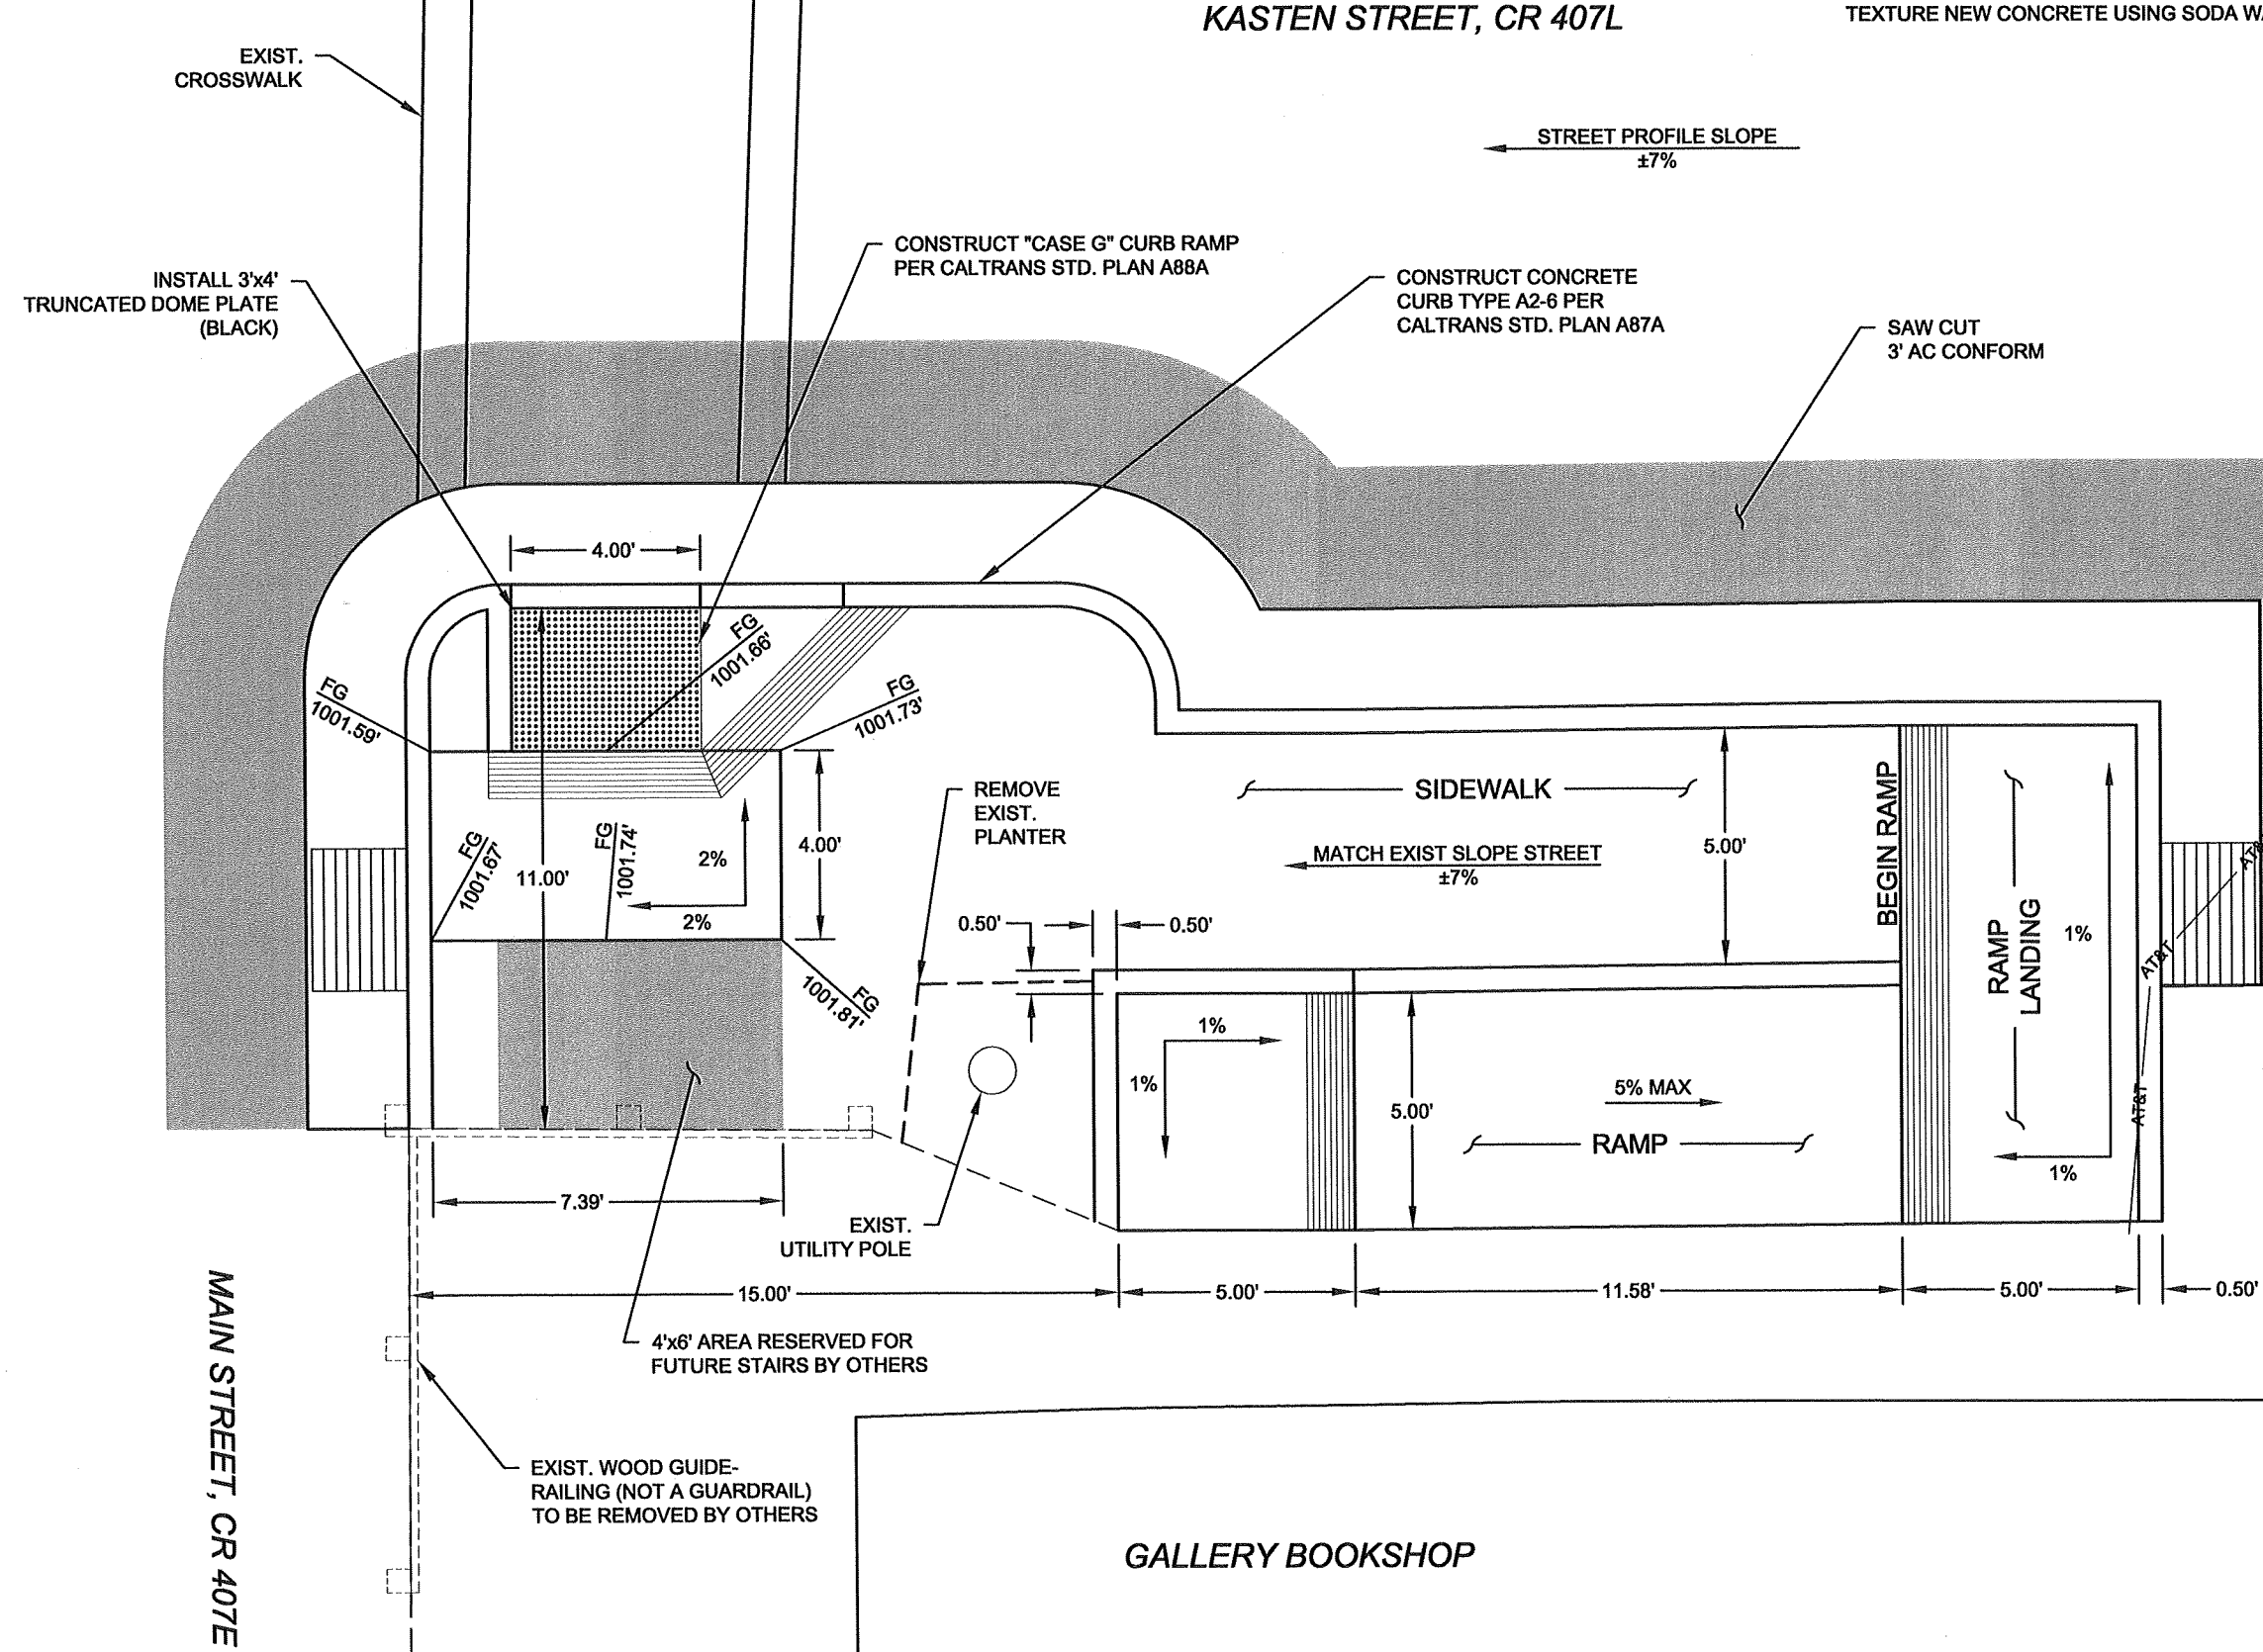 KASTEN STREET, CR 407L
TEXTURE NEW CONCRETE USING SODA
EXIST.
CROSSWALK
STREET PROFILE SLOPE
±7%
CONSTRUCT "CASE G" CURB RAMP
PER CALTRANS STD. PLAN A88A
INSTALL 3'x4'
TRUNCATED DOME PLATE
(BLACK)
CONSTRUCT CONCRETE
CURB TYPE A2-6 PER
CALTRANS STD. PLAN A87A
SAW CUT
3' AC CONFORM
4.00'
FG
1001.66'
FG
1001.59'
FG
1001.73'
REMOVE
EXIST.
PLANTER
SIDEWALK
MATCH EXIST SLOPE STREET
±7%
5.00'
BEGIN RAMP
RAMP
LANDING
1%
1%
AT&T
AT&T
FG
1001.67'
11.00'
FG
1001.74'
2%
2%
4.00'
0.50'
0.50'
FG
1001.81'
1%
1%
5.00'
5% MAX
RAMP
7.39'
EXIST.
UTILITY POLE
15.00'
5.00'
11.58'
5.00'
0.50'
4'x6' AREA RESERVED FOR
FUTURE STAIRS BY OTHERS
MAIN STREET, CR 407E
EXIST. WOOD GUIDE-
RAILING (NOT A GUARDRAIL)
TO BE REMOVED BY OTHERS
GALLERY BOOKSHOP